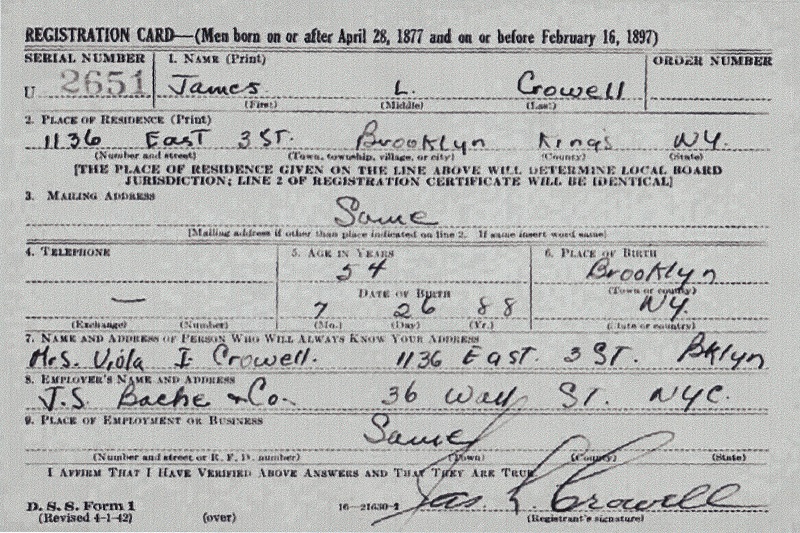 REGISTRATION CARD—(Men born on or after April 28, 1877 and on or before February 16, 1897)
SERIAL NUMBER 1. NAME (Print) ORDER NUMBER
U 2651 James L. Crowell
(First) (Middle) (Last)
2. PLACE OF RESIDENCE (Print)
1136 East 3 St. Brooklyn Kings NY.
(Number and street) (Town, township, village, or city) (County) (State)
[THE PLACE OF RESIDENCE GIVEN ON THE LINE ABOVE WILL DETERMINE LOCAL BOARD
JURISDICTION; LINE 2 OF REGISTRATION CERTIFICATE WILL BE IDENTICAL]
3. MAILING ADDRESS
Same
[Mailing address if other than place indicated on line 2. If same insert word same]
4. TELEPHONE 5. AGE IN YEARS 6. PLACE OF BIRTH
54 Brooklyn
DATE OF BIRTH (Town or county)
— 7 26 88 NY.
(Exchange) (Number) (Mo.) (Day) (Yr.) (State or country)
7. NAME AND ADDRESS OF PERSON WHO WILL ALWAYS KNOW YOUR ADDRESS
Mrs. Viola I Crowell. 1136 East. 3 St. Bklyn
8. EMPLOYER'S NAME AND ADDRESS
J.S. Bache & Co. 36 Wall St. NYC.
9. PLACE OF EMPLOYMENT OR BUSINESS
Same
(Number and street or R. F. D. number) (Town) (County) (State)
I AFFIRM THAT I HAVE VERIFIED ABOVE ANSWERS AND THAT THEY ARE TRUE
D. S. S. Form 1 16—21630-2 Jas. L. Crowell
(Revised 4-1-42) (over) (Registrant's signature)